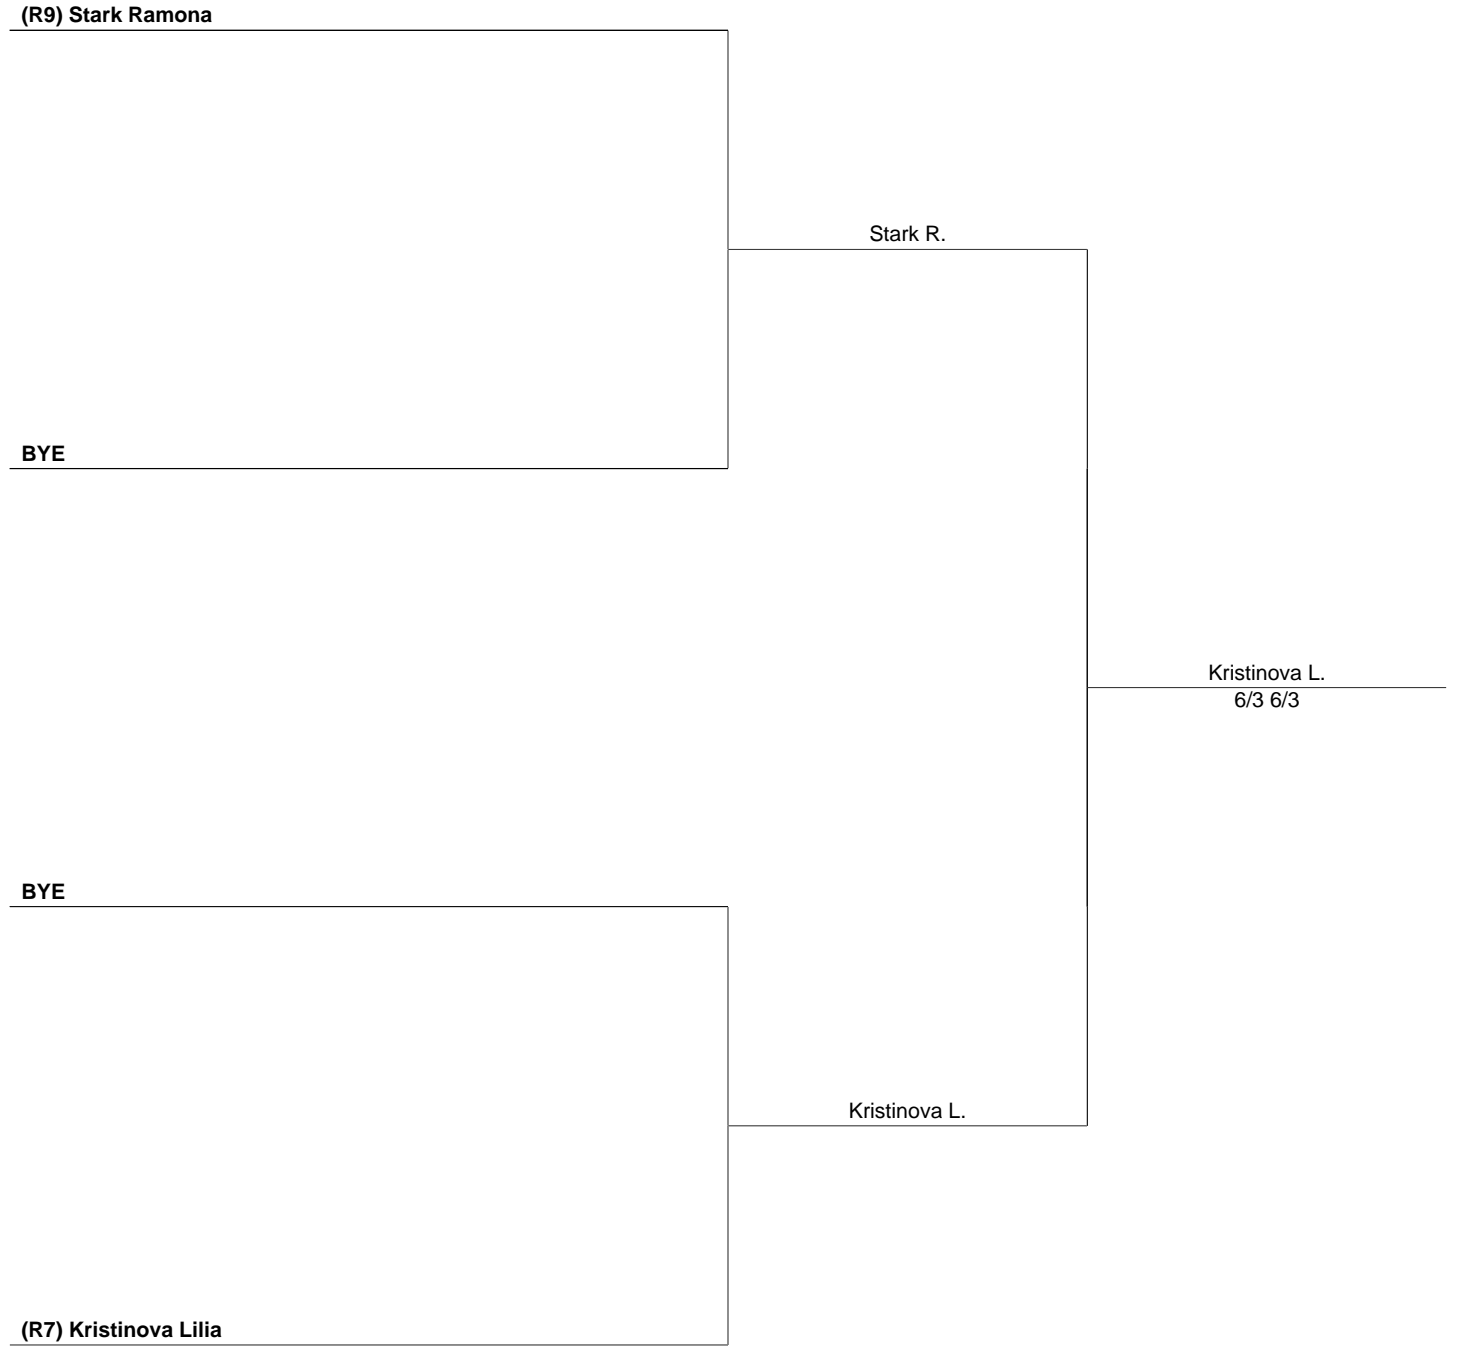 (R9) Stark Ramona
Stark R.
BYE
Kristinova L.
6/3 6/3
BYE
Kristinova L.
(R7) Kristinova Lilia